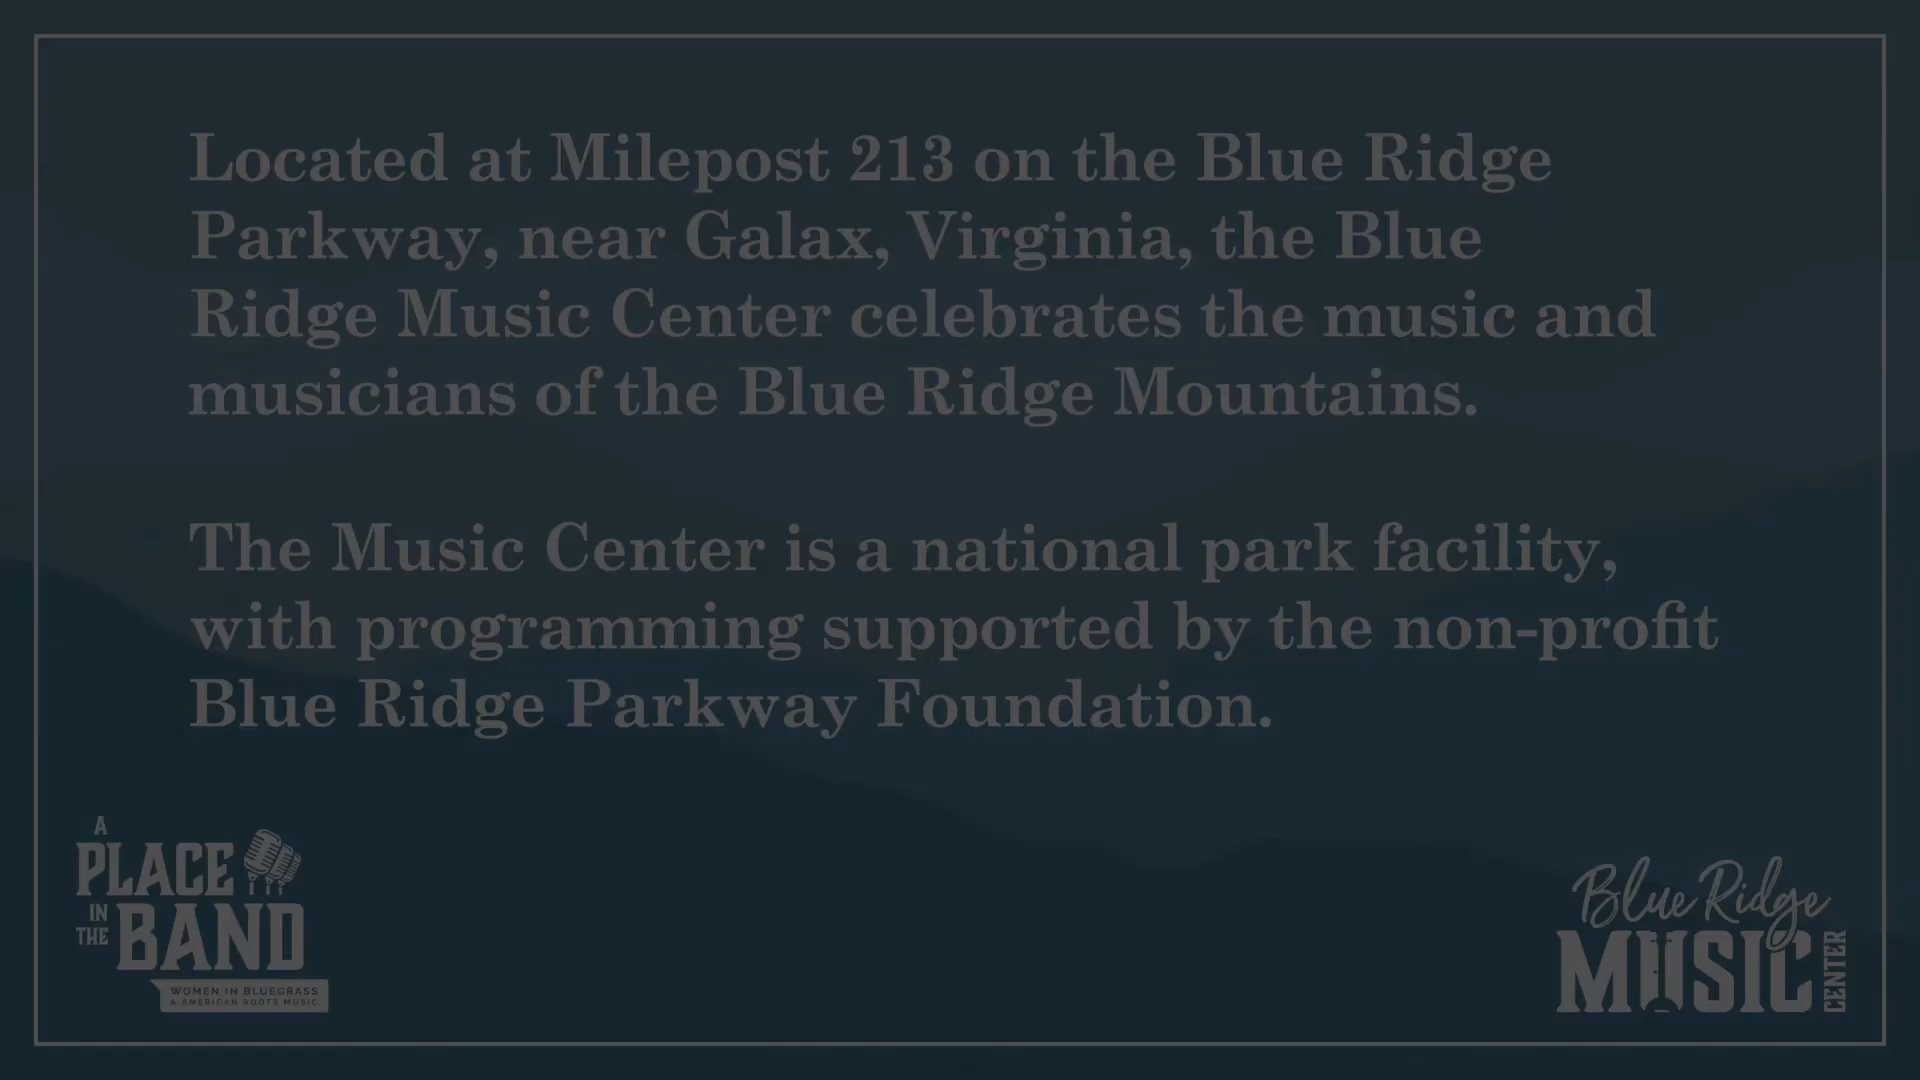 Located at Milepost 213 on the Blue Ridge
Parkway, near Galax, Virginia, the Blue
Ridge Music Center celebrates the music and
musicians of the Blue Ridge Mountains.
The Music Center is a national park facility,
with programming supported by the non-profit
Blue Ridge Parkway Foundation.
A
PLACE
IN
THE
BAND
WOMEN IN BLUEGRASS
& AMERICAN ROOTS MUSIC
Blue Ridge
MUSIC
CENTER